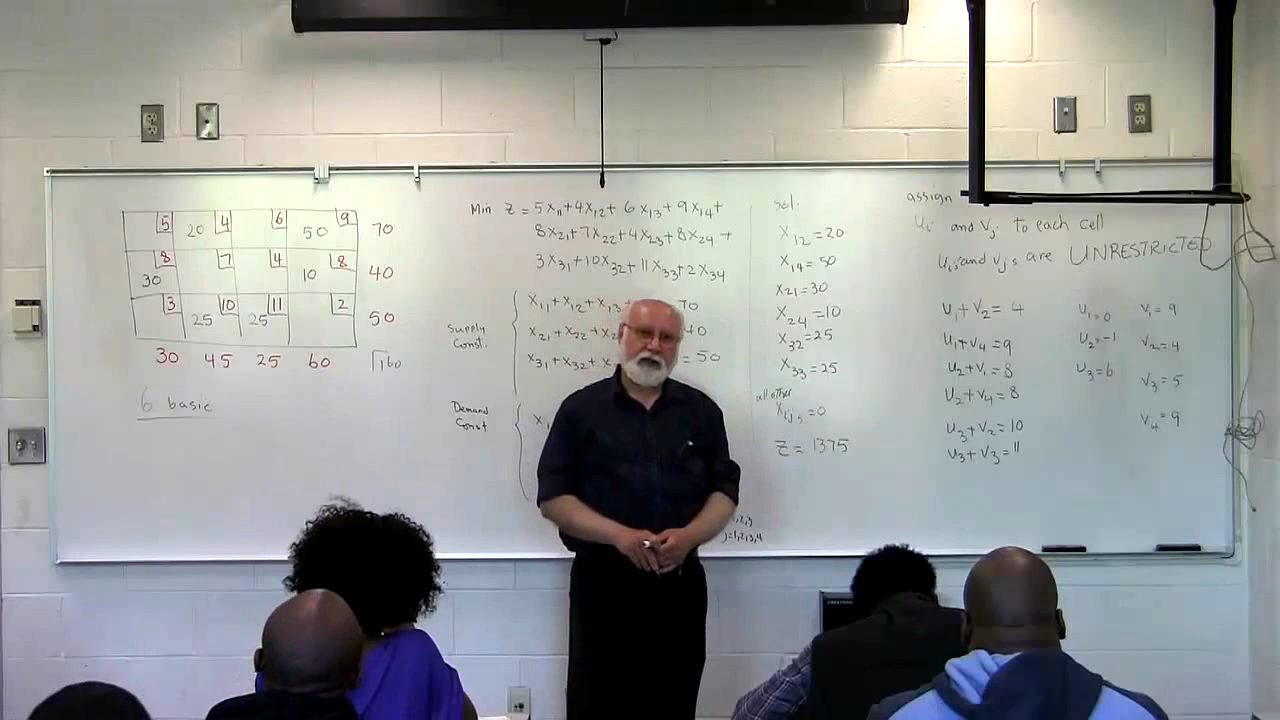 5 4 6 9
20 50 70
8 7 4 8
30 10 40
3 10 11 2
25 25 50
30 45 25 60 160
6 basic
Min Z = 5x11+4x12+ 6x13+9x14+
8x21+7x22+4x23+8x24 +
3x31+10x32+11x33+2x34
Supply
Const.
x11+x12+x13+ 70
x21+x22+
x31+x32+x = 50
Demand
Const
sol.
x12=20
x14=50
x21=30
x24=10
x32=25
x33=25
all other
xij's=0
Z= 1375
assign
ui and vj to each cell
ui's and vj's are UNRESTRICTED
u1+v2= 4
u1+v4=9
u2+v1=8
u2+v4=8
u3+v2=10
u3+v3=11
u1=0
u2=-1
u3=6
v1=9
v2=4
v3=5
v4=9
j=1,2,3,4